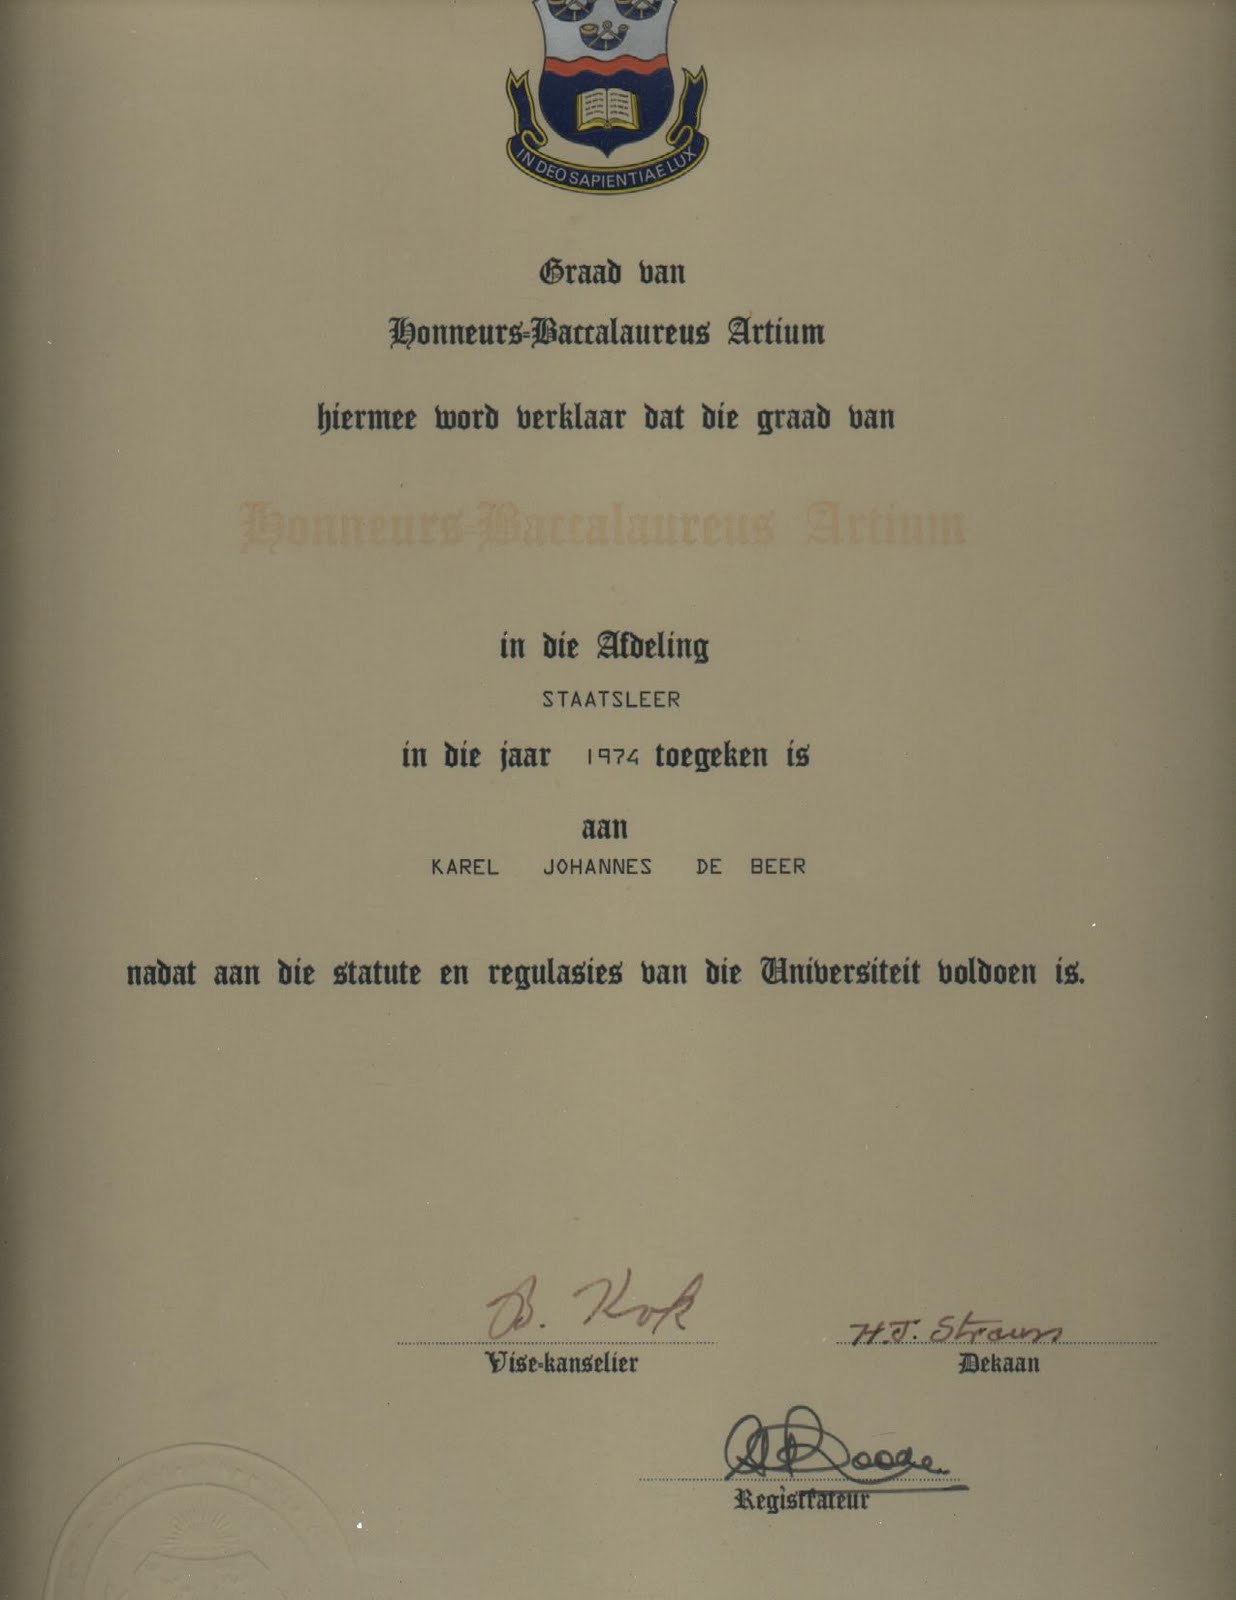 IN DEO SAPIENTIAE LUX
Graad van
Honneurs-Baccalaureus Artium
hiermee word verklaar dat die graad van
Honneurs-Baccalaureus Artium
in die Afdeling
STAATSLEER
in die jaar 1974 toegeken is
aan
KAREL JOHANNES DE BEER
nadat aan die statute en regulasies van die Universiteit voldoen is.
B. Kok
H.J. Strauss
Vise-kanselier
Dekaan
Registrateur